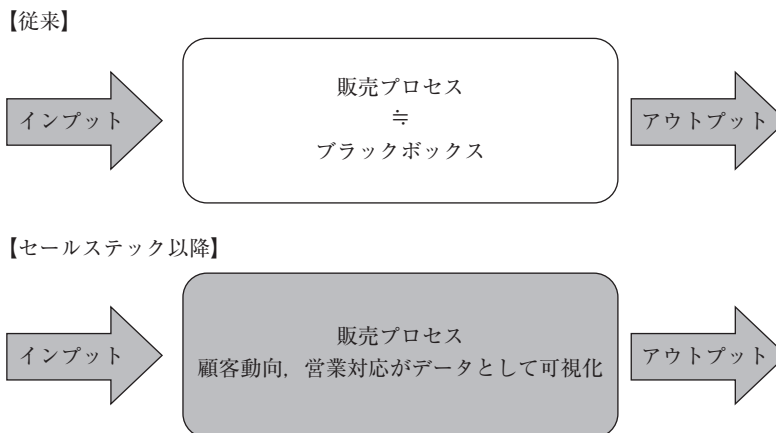 【従来】
インプット
販売プロセス
≒
ブラックボックス
アウトプット
【セールステック以降】
インプット
販売プロセス
顧客動向，営業対応がデータとして可視化
アウトプット